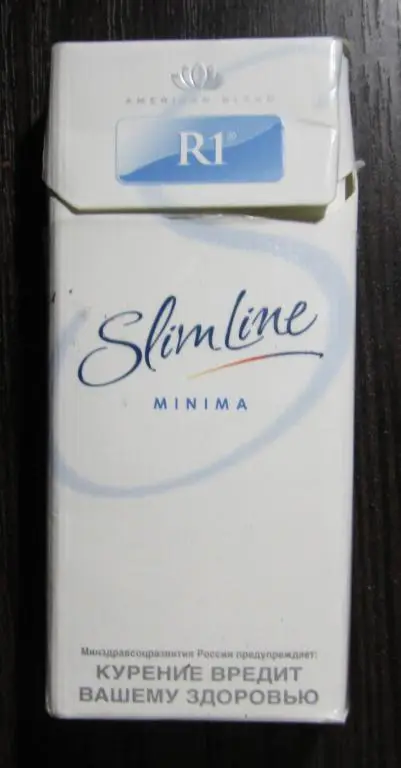 AMERICAN BLEND
R1®
Slim Line
MINIMA
Минздравсоцразвития России предупреждает:
КУРЕНИЕ ВРЕДИТ
ВАШЕМУ ЗДОРОВЬЮ